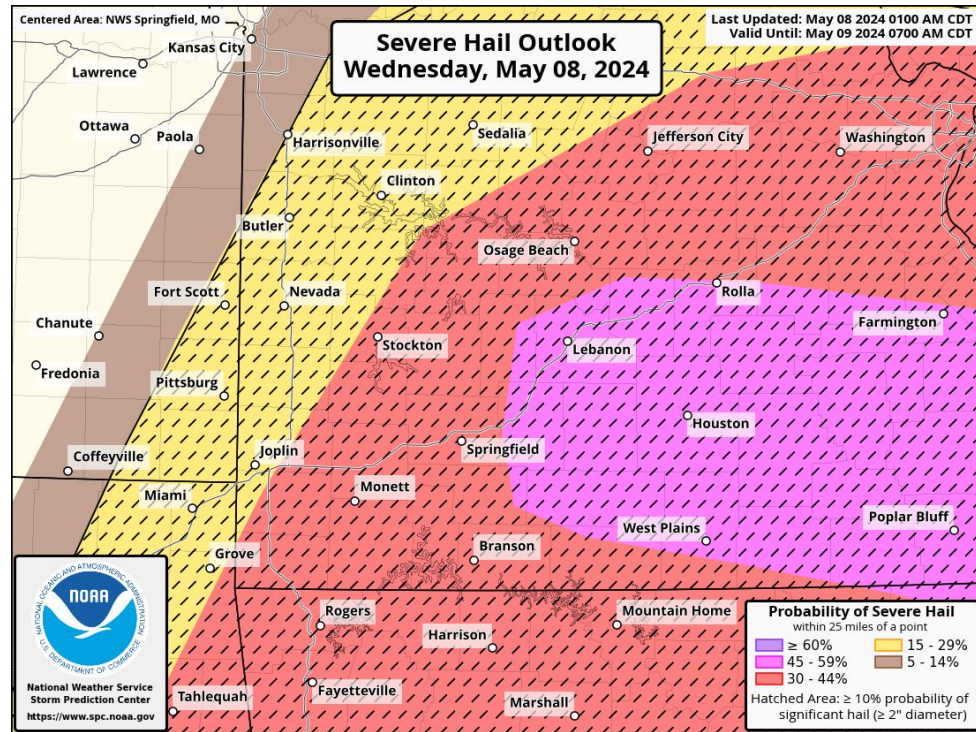 Centered Area: NWS Springfield, MO
Severe Hail Outlook
Wednesday, May 08, 2024
Last Updated: May 08 2024 0100 AM CDT
Valid Until: May 09 2024 0700 AM CDT
Kansas City
Lawrence
Ottawa
Paola
Harrisonville
Sedalia
Jefferson City
Washington
Clinton
Butler
Osage Beach
Fort Scott
Nevada
Rolla
Farmington
Chanute
Stockton
Lebanon
Fredonia
Pittsburg
Houston
Coffeyville
Joplin
Springfield
Miami
Monett
West Plains
Poplar Bluff
Grove
Branson
Rogers
Harrison
Mountain Home
Tahlequah
Fayetteville
Marshall
NATIONAL OCEANIC AND ATMOSPHERIC ADMINISTRATION
NOAA
U.S. DEPARTMENT OF COMMERCE
National Weather Service
Storm Prediction Center
https://www.spc.noaa.gov
Probability of Severe Hail
within 25 miles of a point
≥ 60%
45 - 59%
30 - 44%
15 - 29%
5 - 14%
Hatched Area: ≥ 10% probability of
significant hail (≥ 2" diameter)